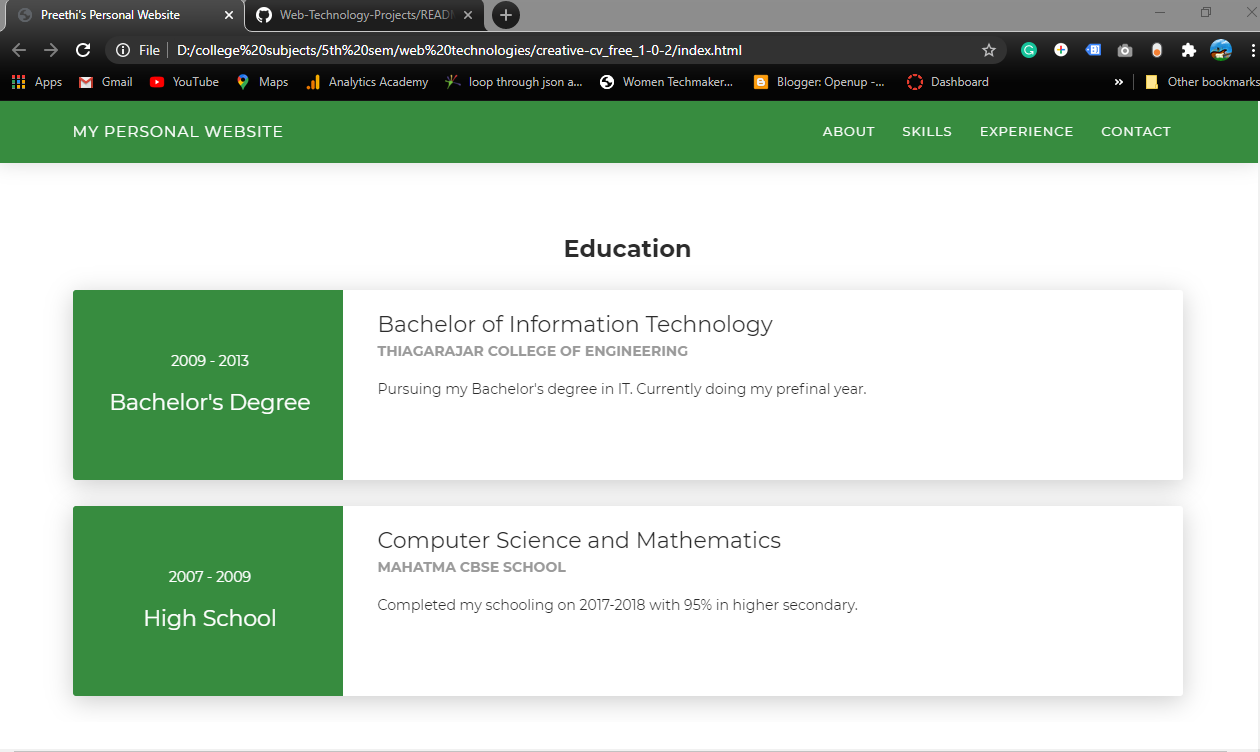 Preethi's Personal Website
Web-Technology-Projects/READ
File
D:/college%20subjects/5th%20sem/web%20technologies/creative-cv_free_1-0-2/index.html
Apps
Gmail
YouTube
Maps
Analytics Academy
loop through json a...
Women Techmaker...
Blogger: Openup -...
Dashboard
»
Other bookmarks
MY PERSONAL WEBSITE
ABOUT
SKILLS
EXPERIENCE
CONTACT
Education
2009 - 2013
Bachelor's Degree
Bachelor of Information Technology
THIAGARAJAR COLLEGE OF ENGINEERING
Pursuing my Bachelor's degree in IT. Currently doing my prefinal year.
2007 - 2009
High School
Computer Science and Mathematics
MAHATMA CBSE SCHOOL
Completed my schooling on 2017-2018 with 95% in higher secondary.